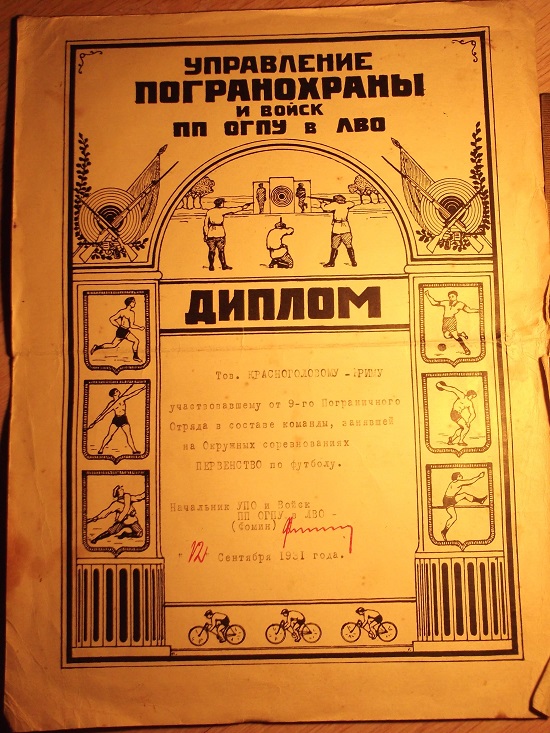 УПРАВЛЕНИЕ
ПОГРАНОХРАНЫ
И ВОЙСК
ПП ОГПУ в ЛВО
ДИПЛОМ
Тов. КРАСНОГОЛОВОМУ -
участвовавшему от 9-го Пограничного
Отряда в составе команды, занявшей
на Окружных соревнованиях
ПЕРВЕНСТВО по футболу.
Начальник УПО и Войск
ПП ОГПУ в ЛВО -
(Фомин)
" 12 " Сентября 1931 года.